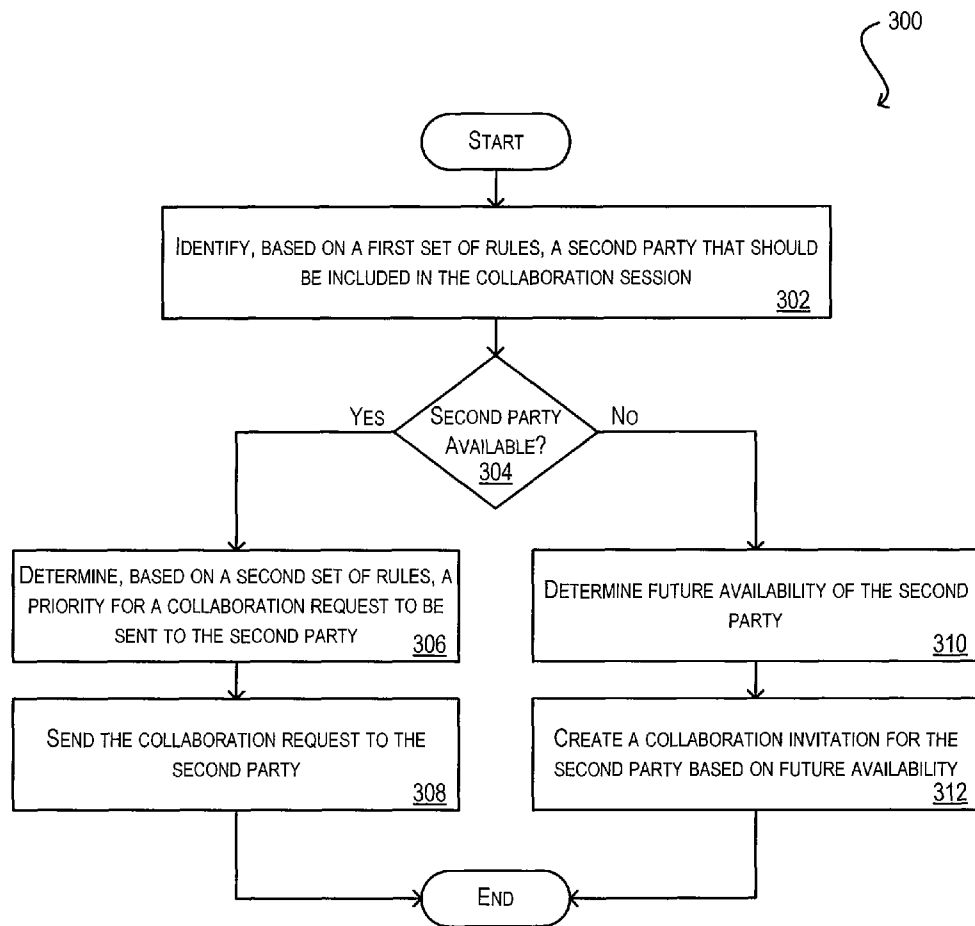 300
START
IDENTIFY, BASED ON A FIRST SET OF RULES, A SECOND PARTY THAT SHOULD
BE INCLUDED IN THE COLLABORATION SESSION
302
YES
SECOND PARTY
AVAILABLE?
304
NO
DETERMINE, BASED ON A SECOND SET OF RULES, A
PRIORITY FOR A COLLABORATION REQUEST TO BE
SENT TO THE SECOND PARTY
306
SEND THE COLLABORATION REQUEST TO THE
SECOND PARTY
308
DETERMINE FUTURE AVAILABILITY OF THE SECOND
PARTY
310
CREATE A COLLABORATION INVITATION FOR THE
SECOND PARTY BASED ON FUTURE AVAILABILITY
312
END